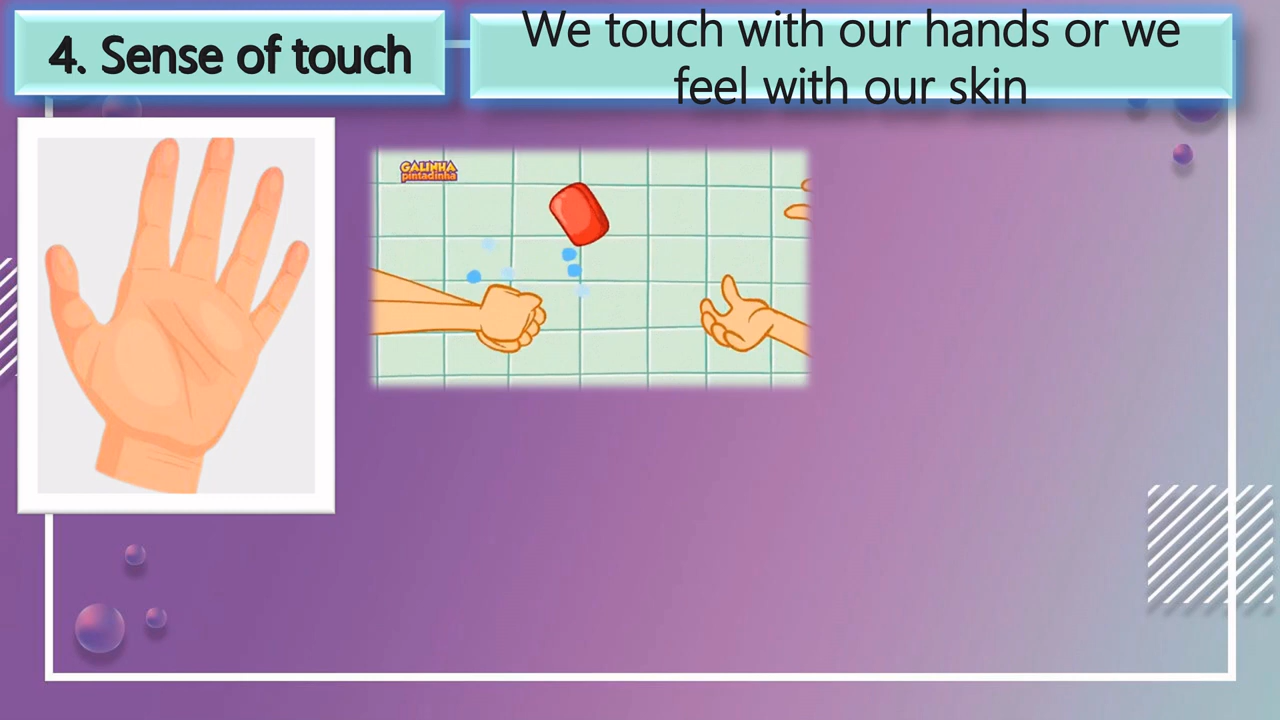 4. Sense of touch
We touch with our hands or we
feel with our skin
GALINHA
pintadinha